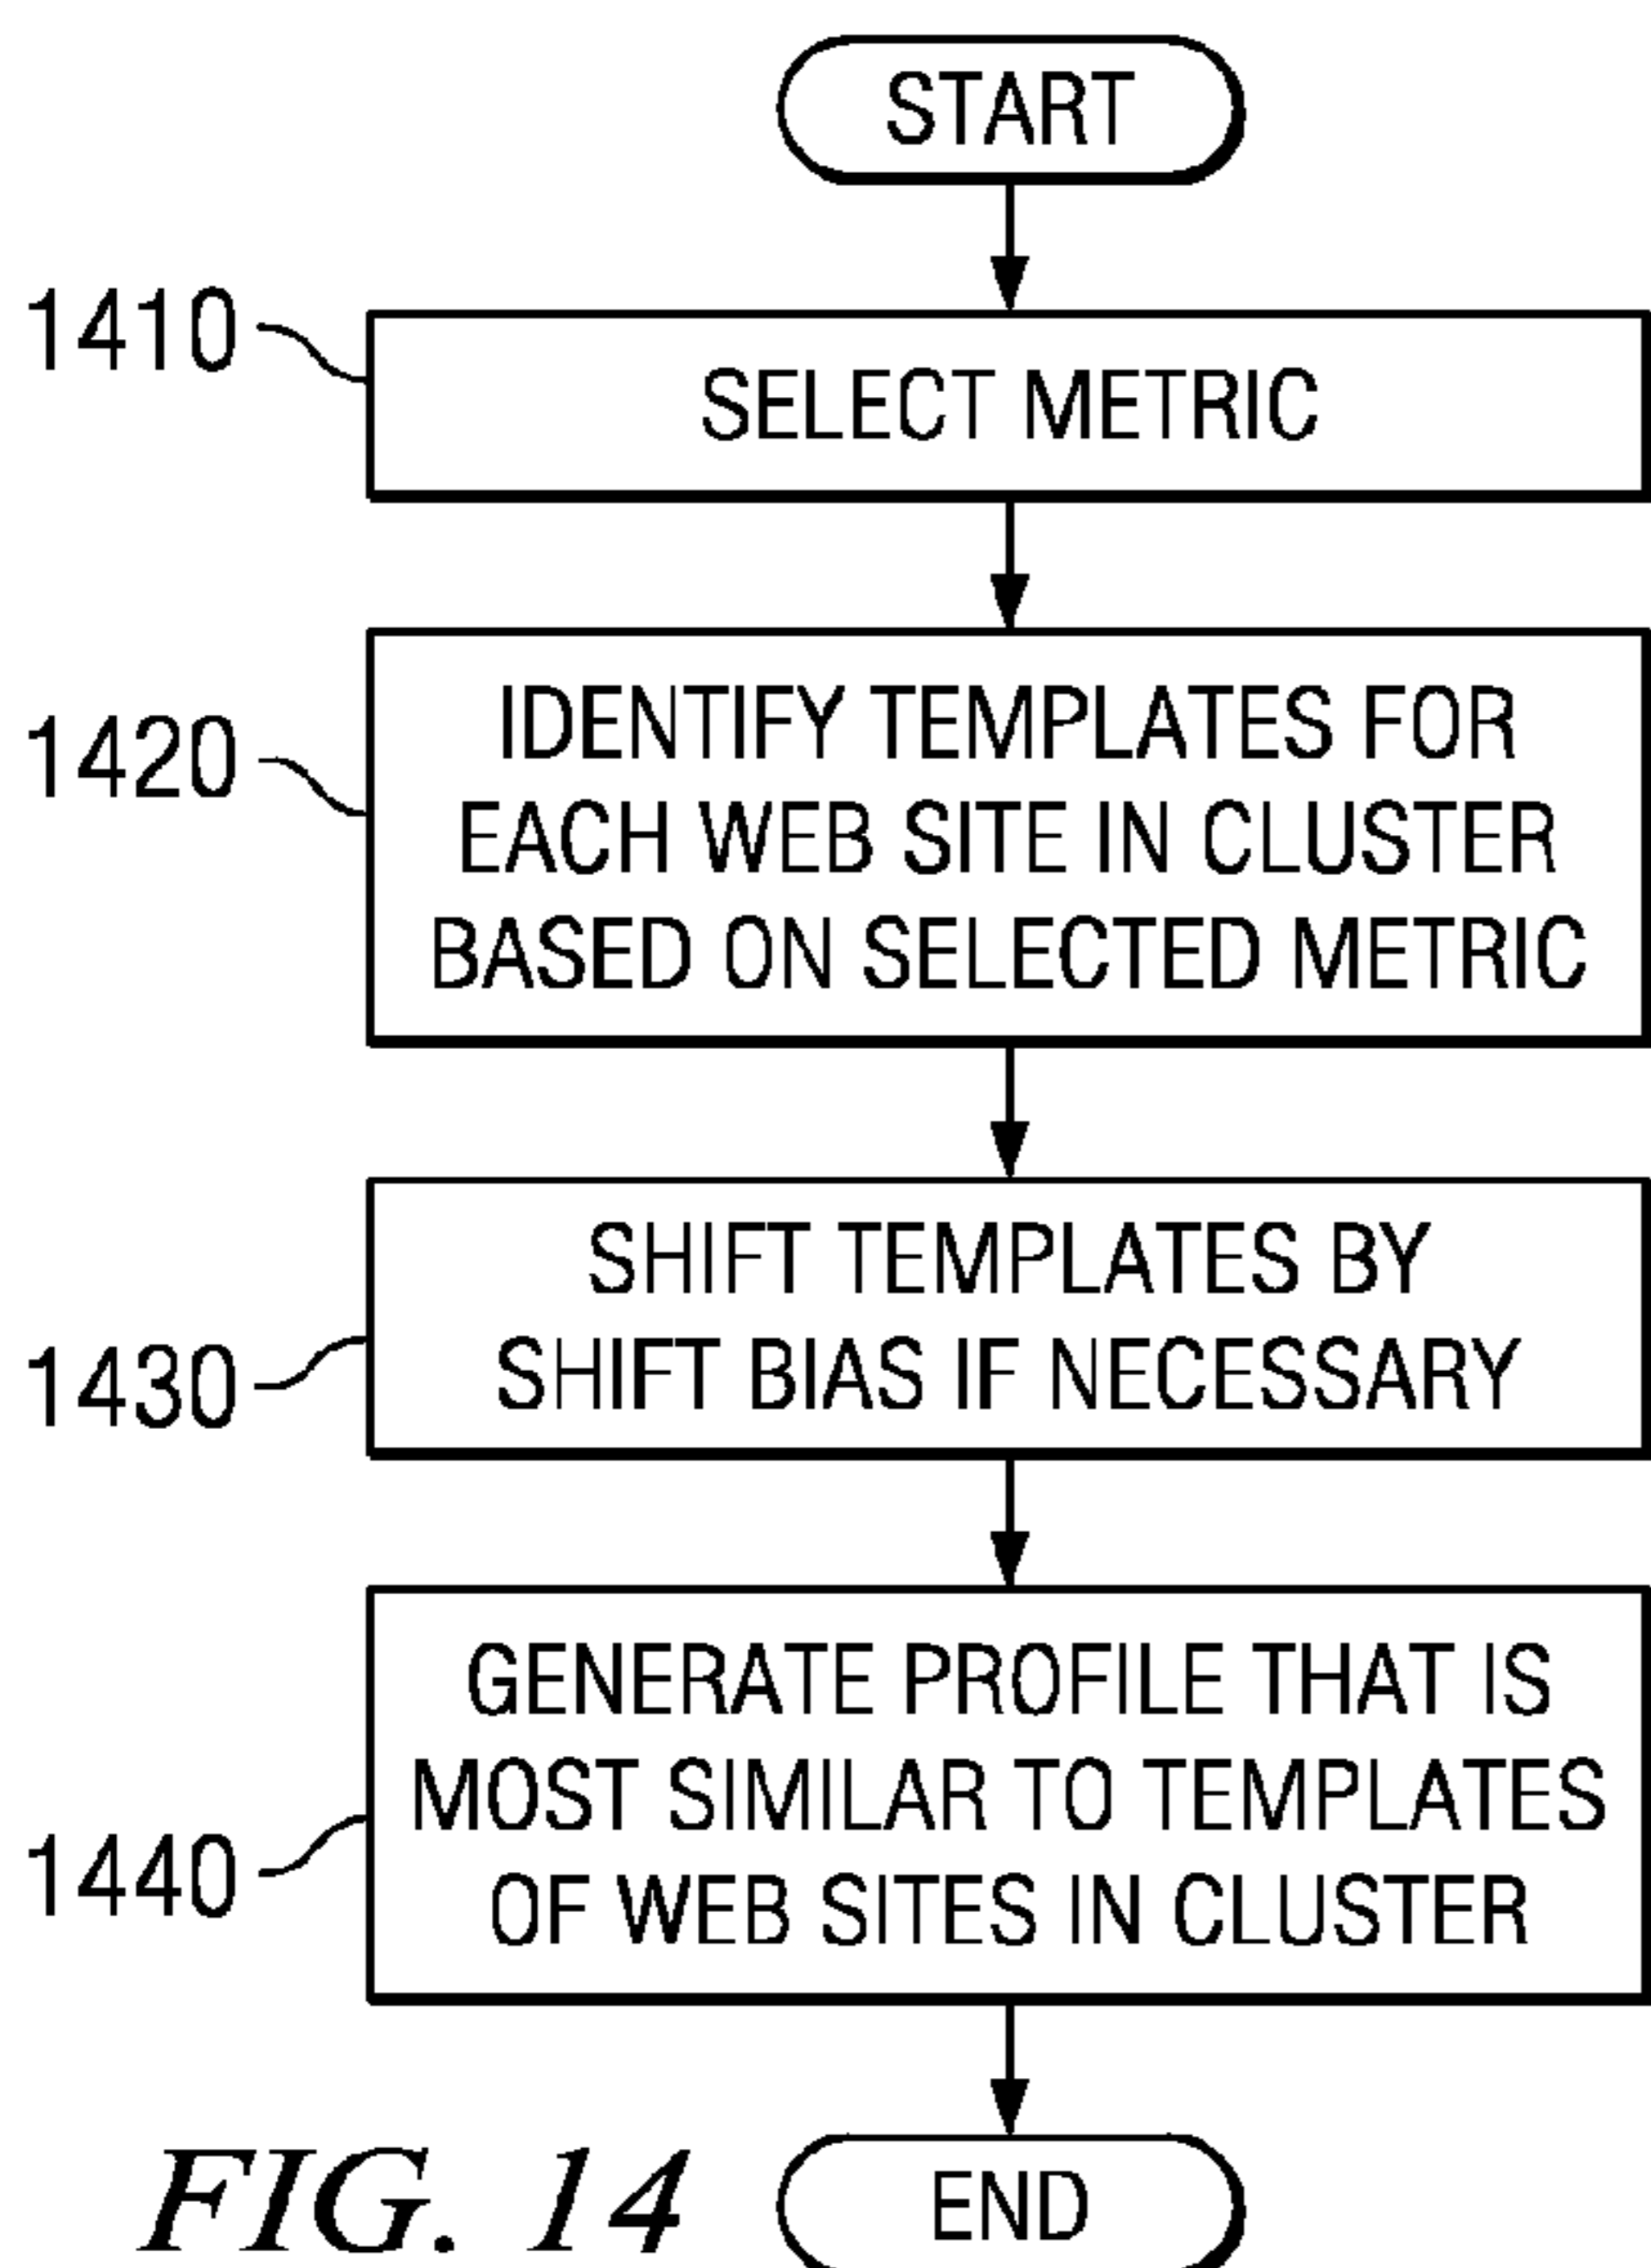 START
1410
SELECT METRIC
1420
IDENTIFY TEMPLATES FOR
EACH WEB SITE IN CLUSTER
BASED ON SELECTED METRIC
1430
SHIFT TEMPLATES BY
SHIFT BIAS IF NECESSARY
1440
GENERATE PROFILE THAT IS
MOST SIMILAR TO TEMPLATES
OF WEB SITES IN CLUSTER
FIG. 14
END